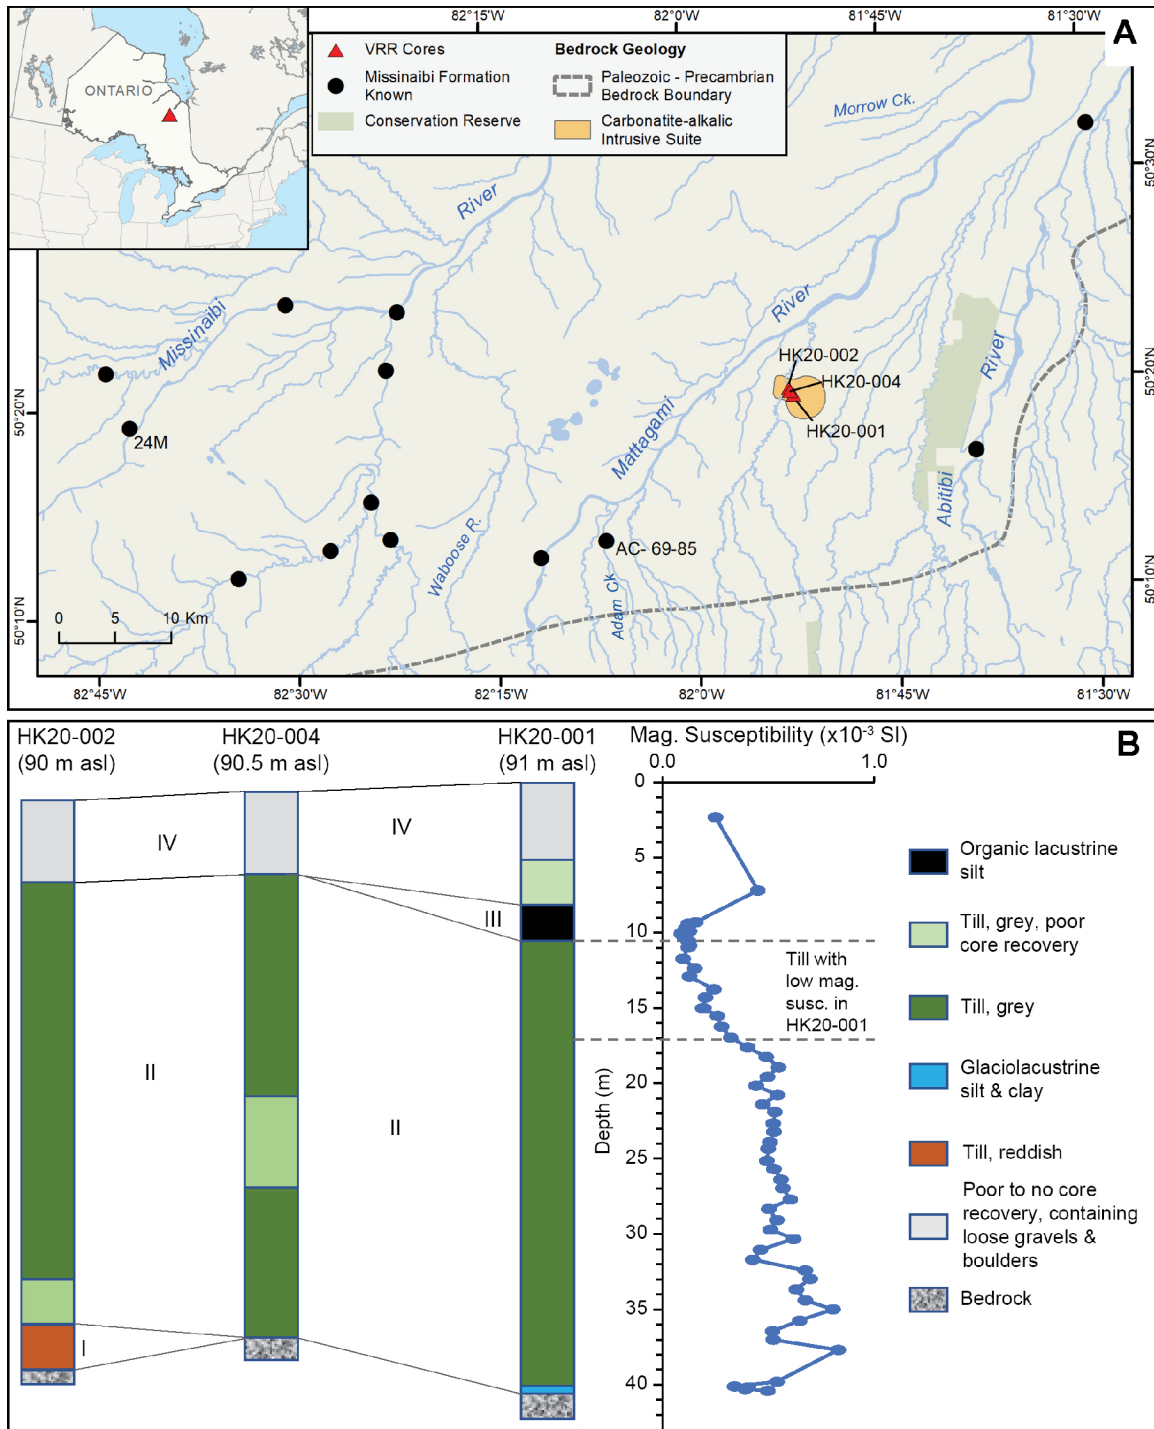 82°15'W
82°0'W
81°45'W
81°30'W
A
ONTARIO
VRR Cores
Missinaibi Formation
Known
Conservation Reserve
Bedrock Geology
Paleozoic - Precambrian
Bedrock Boundary
Carbonatite-alkalic
Intrusive Suite
Morrow Ck.
50°30'N
River
River
Missinaibi
HK20-002
HK20-004
HK20-001
River
50°20'N
50°20'N
24M
Mattagami
Abitibi
Waboose R.
AC- 69-85
Adam Ck
50°10'N
50°10'N
0
5
10 Km
82°45'W
82°30'W
82°15'W
82°0'W
81°45'W
81°30'W
B
HK20-002
(90 m asl)
HK20-004
(90.5 m asl)
HK20-001
(91 m asl)
Mag. Susceptibility (x10-3 SI)
0.0
1.0
0
5
10
15
20
25
30
35
40
Depth (m)
IV
IV
III
II
II
I
Till with
low mag.
susc. in
HK20-001
Organic lacustrine
silt
Till, grey, poor
core recovery
Till, grey
Glaciolacustrine
silt & clay
Till, reddish
Poor to no core
recovery, containing
loose gravels &
boulders
Bedrock